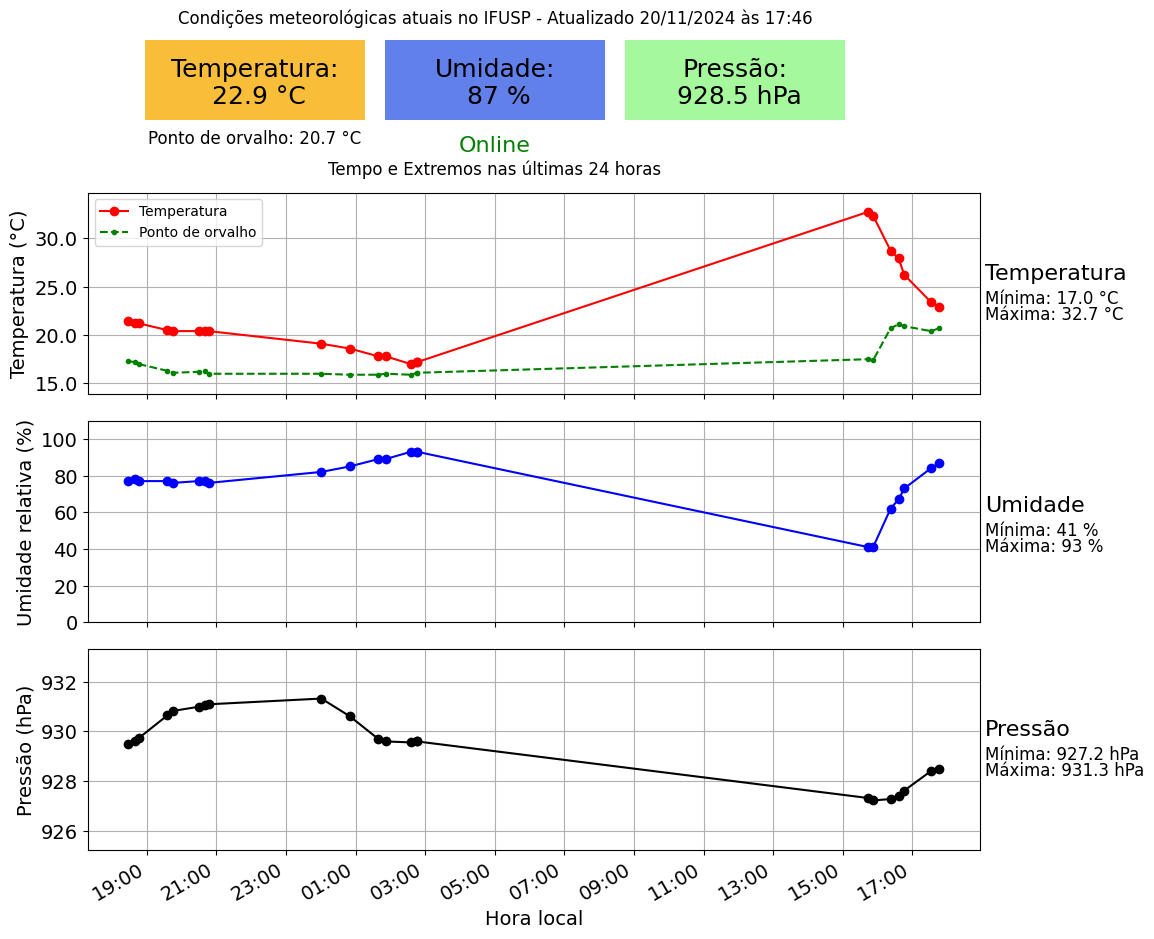 Condições meteorológicas atuais no IFUSP - Atualizado 20/11/2024 às 17:46
Temperatura:
22.9 °C
Umidade:
87 %
Pressão:
928.5 hPa
Ponto de orvalho: 20.7 °C
Online
Tempo e Extremos nas últimas 24 horas
Temperatura (°C)
30.0
25.0
20.0
15.0
Temperatura
Ponto de orvalho
Temperatura
Mínima: 17.0 °C
Máxima: 32.7 °C
Umidade relativa (%)
100
80
60
40
20
0
Umidade
Mínima: 41 %
Máxima: 93 %
Pressão (hPa)
932
930
928
926
Pressão
Mínima: 927.2 hPa
Máxima: 931.3 hPa
19:00
21:00
23:00
01:00
03:00
05:00
07:00
09:00
11:00
13:00
15:00
17:00
Hora local